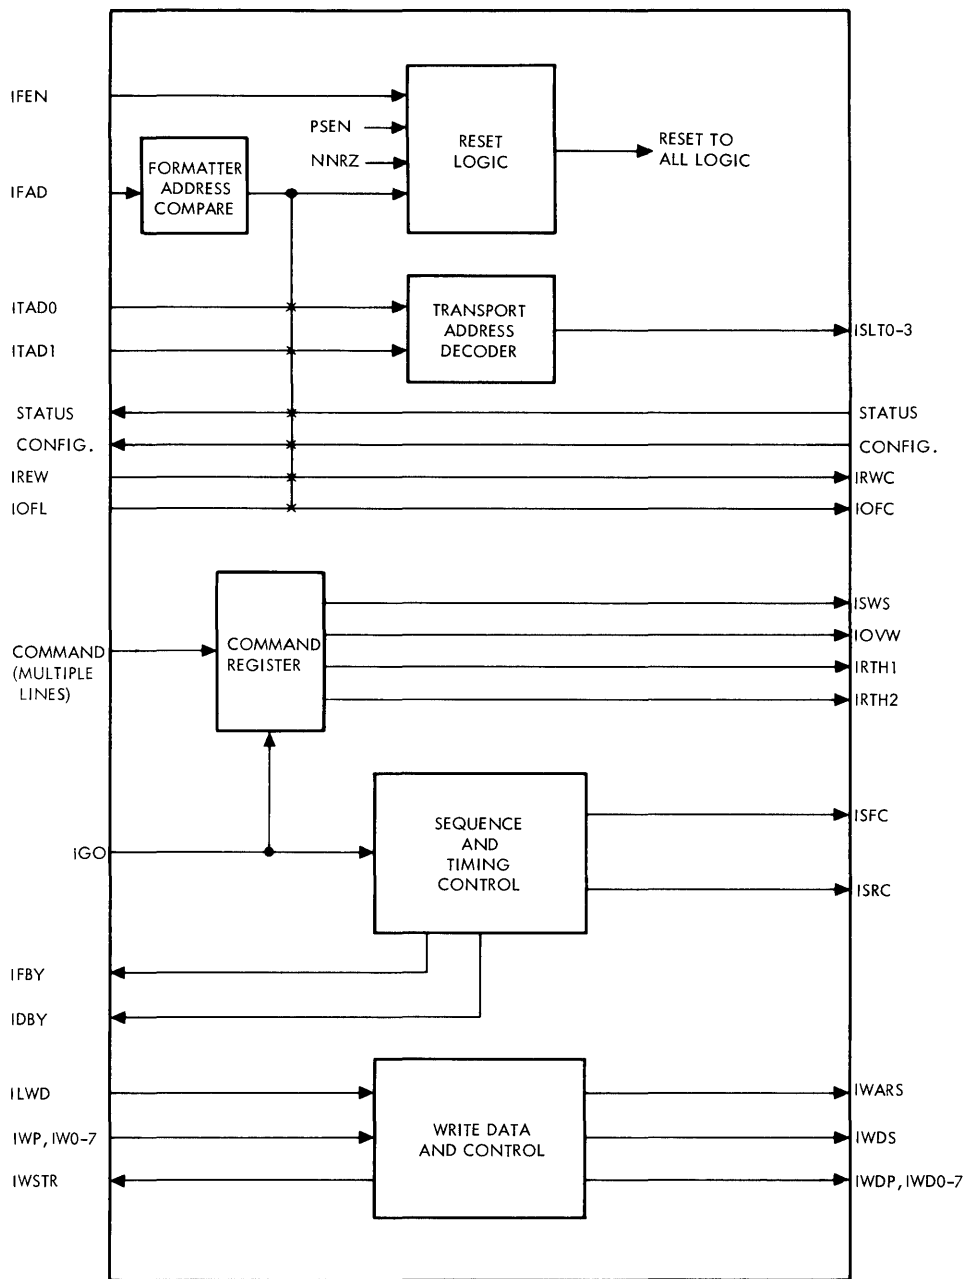 IFEN
PSEN
NNRZ
RESET
LOGIC
RESET TO
ALL LOGIC
IFAD
FORMATTER
ADDRESS
COMPARE
ITAD0
ITAD1
TRANSPORT
ADDRESS
DECODER
ISLT0-3
STATUS
STATUS
CONFIG.
CONFIG.
IREW
IRWC
IOFL
IOFC
COMMAND
(MULTIPLE
LINES)
COMMAND
REGISTER
ISWS
IOVW
IRTH1
IRTH2
IGO
SEQUENCE
AND
TIMING
CONTROL
ISFC
ISRC
IFBY
IDBY
ILWD
IWP, IW0-7
IWSTR
WRITE DATA
AND CONTROL
IWARS
IWDS
IWDP, IWD0-7